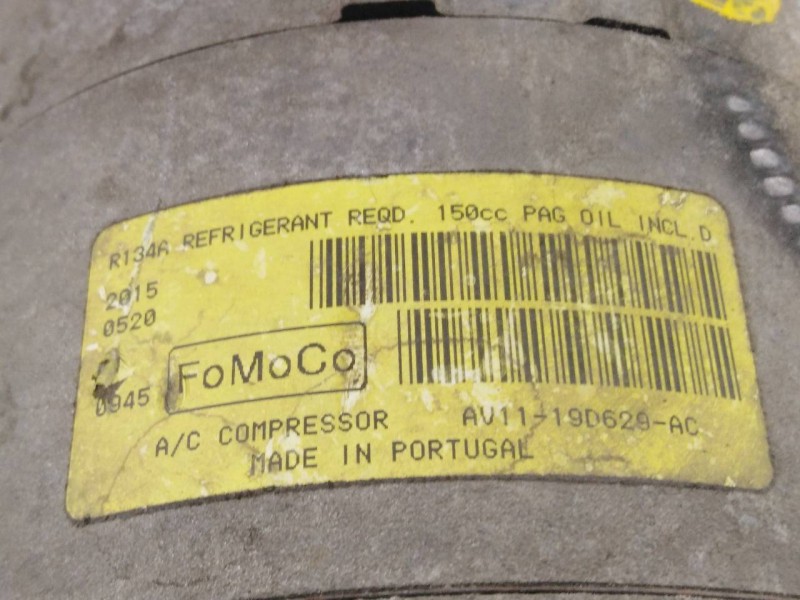 R134A REFRIGERANT REQD. 150cc PAG OIL INCL.D
2015
0520
0945
FoMoCo
A/C COMPRESSOR AV11-19D629-AC
MADE IN PORTUGAL